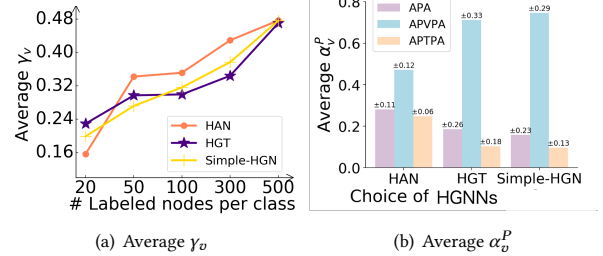 Average γv
0.48
0.40
0.32
0.24
0.16
HAN
HGT
Simple-HGN
20 50 100 300 500
# Labeled nodes per class
(a) Average γv
Average α_v^P
0.8
0.6
0.4
0.2
0.0
APA
APVPA
APTPA
±0.11 ±0.12 ±0.06
±0.26 ±0.33 ±0.18
±0.23 ±0.29 ±0.13
HAN HGT Simple-HGN
Choice of HGNNs
(b) Average α_v^P